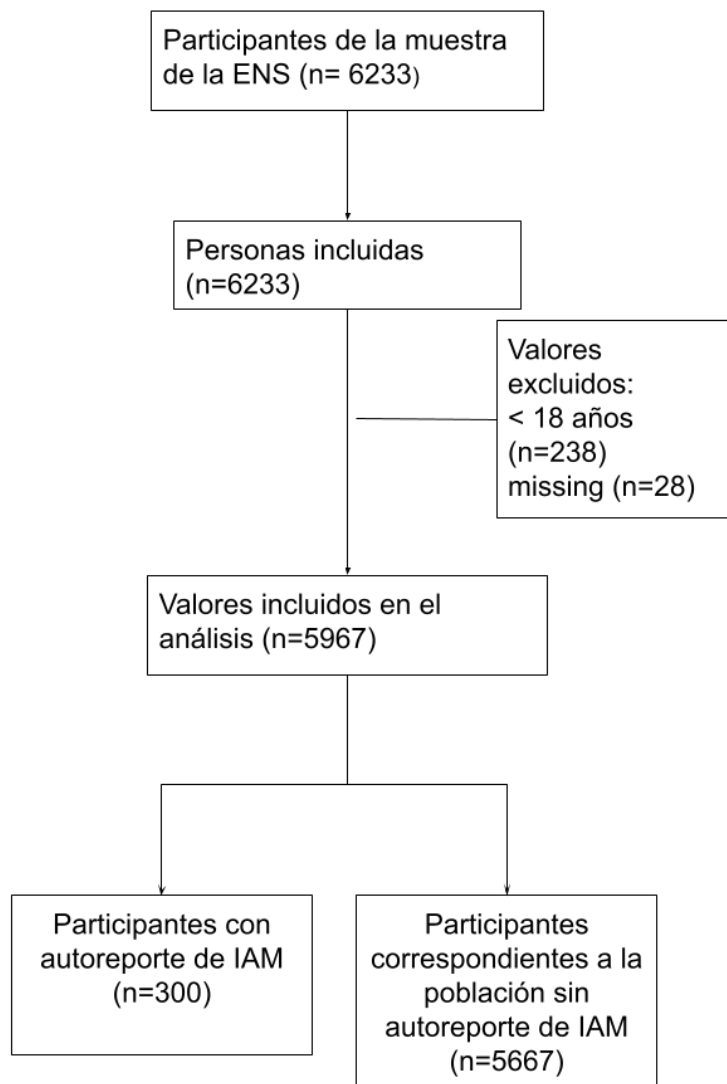 Participantes de la muestra
de la ENS (n= 6233)
Personas incluidas
(n=6233)
Valores
excluidos:
< 18 años
(n=238)
missing (n=28)
Valores incluidos en el
análisis (n=5967)
Participantes con
autoreporte de IAM
(n=300)
Participantes
correspondientes a la
población sin
autoreporte de IAM
(n=5667)